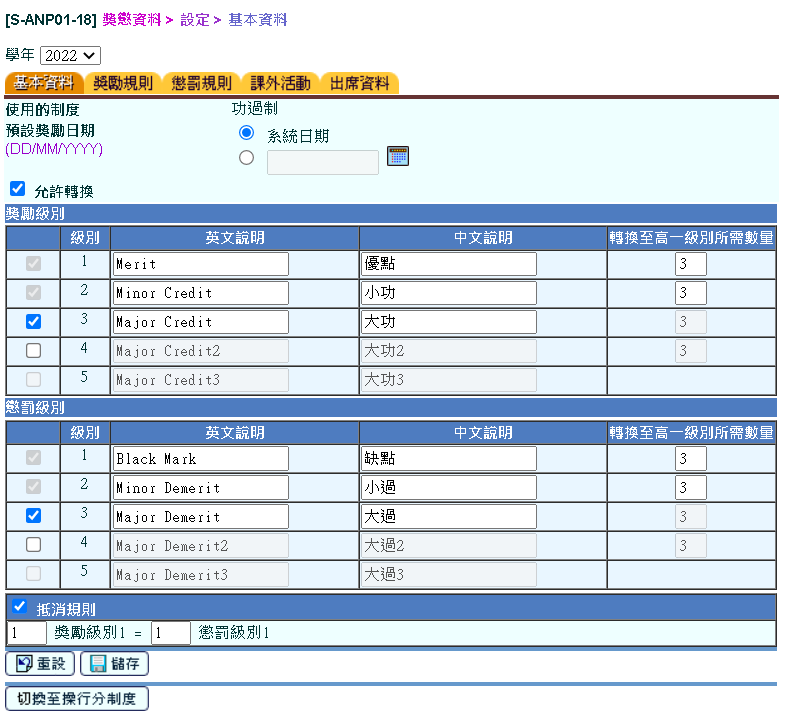 [S-ANP01-18] 獎懲資料 > 設定 > 基本資料
學年 2022
基本資料 獎勵規則 懲罰規則 課外活動 出席資料
使用的制度 功過制
預設獎勵日期 系統日期
(DD/MM/YYYY)
允許轉換
獎勵級別
級別 英文說明 中文說明 轉換至高一級別所需數量
1 Merit 優點 3
2 Minor Credit 小功 3
3 Major Credit 大功 3
4 Major Credit2 大功2 3
5 Major Credit3 大功3
懲罰級別
級別 英文說明 中文說明 轉換至高一級別所需數量
1 Black Mark 缺點 3
2 Minor Demerit 小過 3
3 Major Demerit 大過 3
4 Major Demerit2 大過2 3
5 Major Demerit3 大過3
抵消規則
1 獎勵級別1 = 1 懲罰級別1
重設 儲存
切換至操行分制度